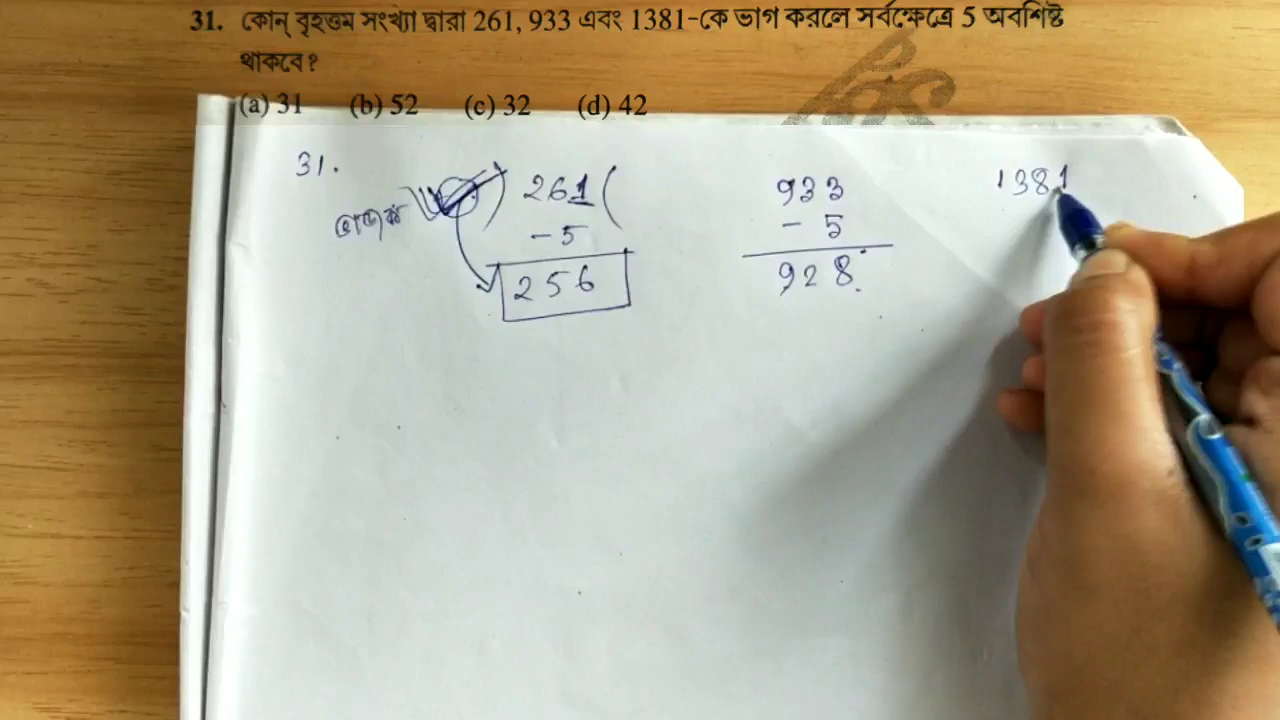 31. কোন্ বৃহত্তম সংখ্যা দ্বারা 261, 933 এবং 1381-কে ভাগ করলে সর্বক্ষেত্রে 5 অবশিষ্ট
থাকবে?
(a) 31 (b) 52 (c) 32 (d) 42
31.
ভাজক ) 261 ( 933 1381
- 5 - 5
256 928